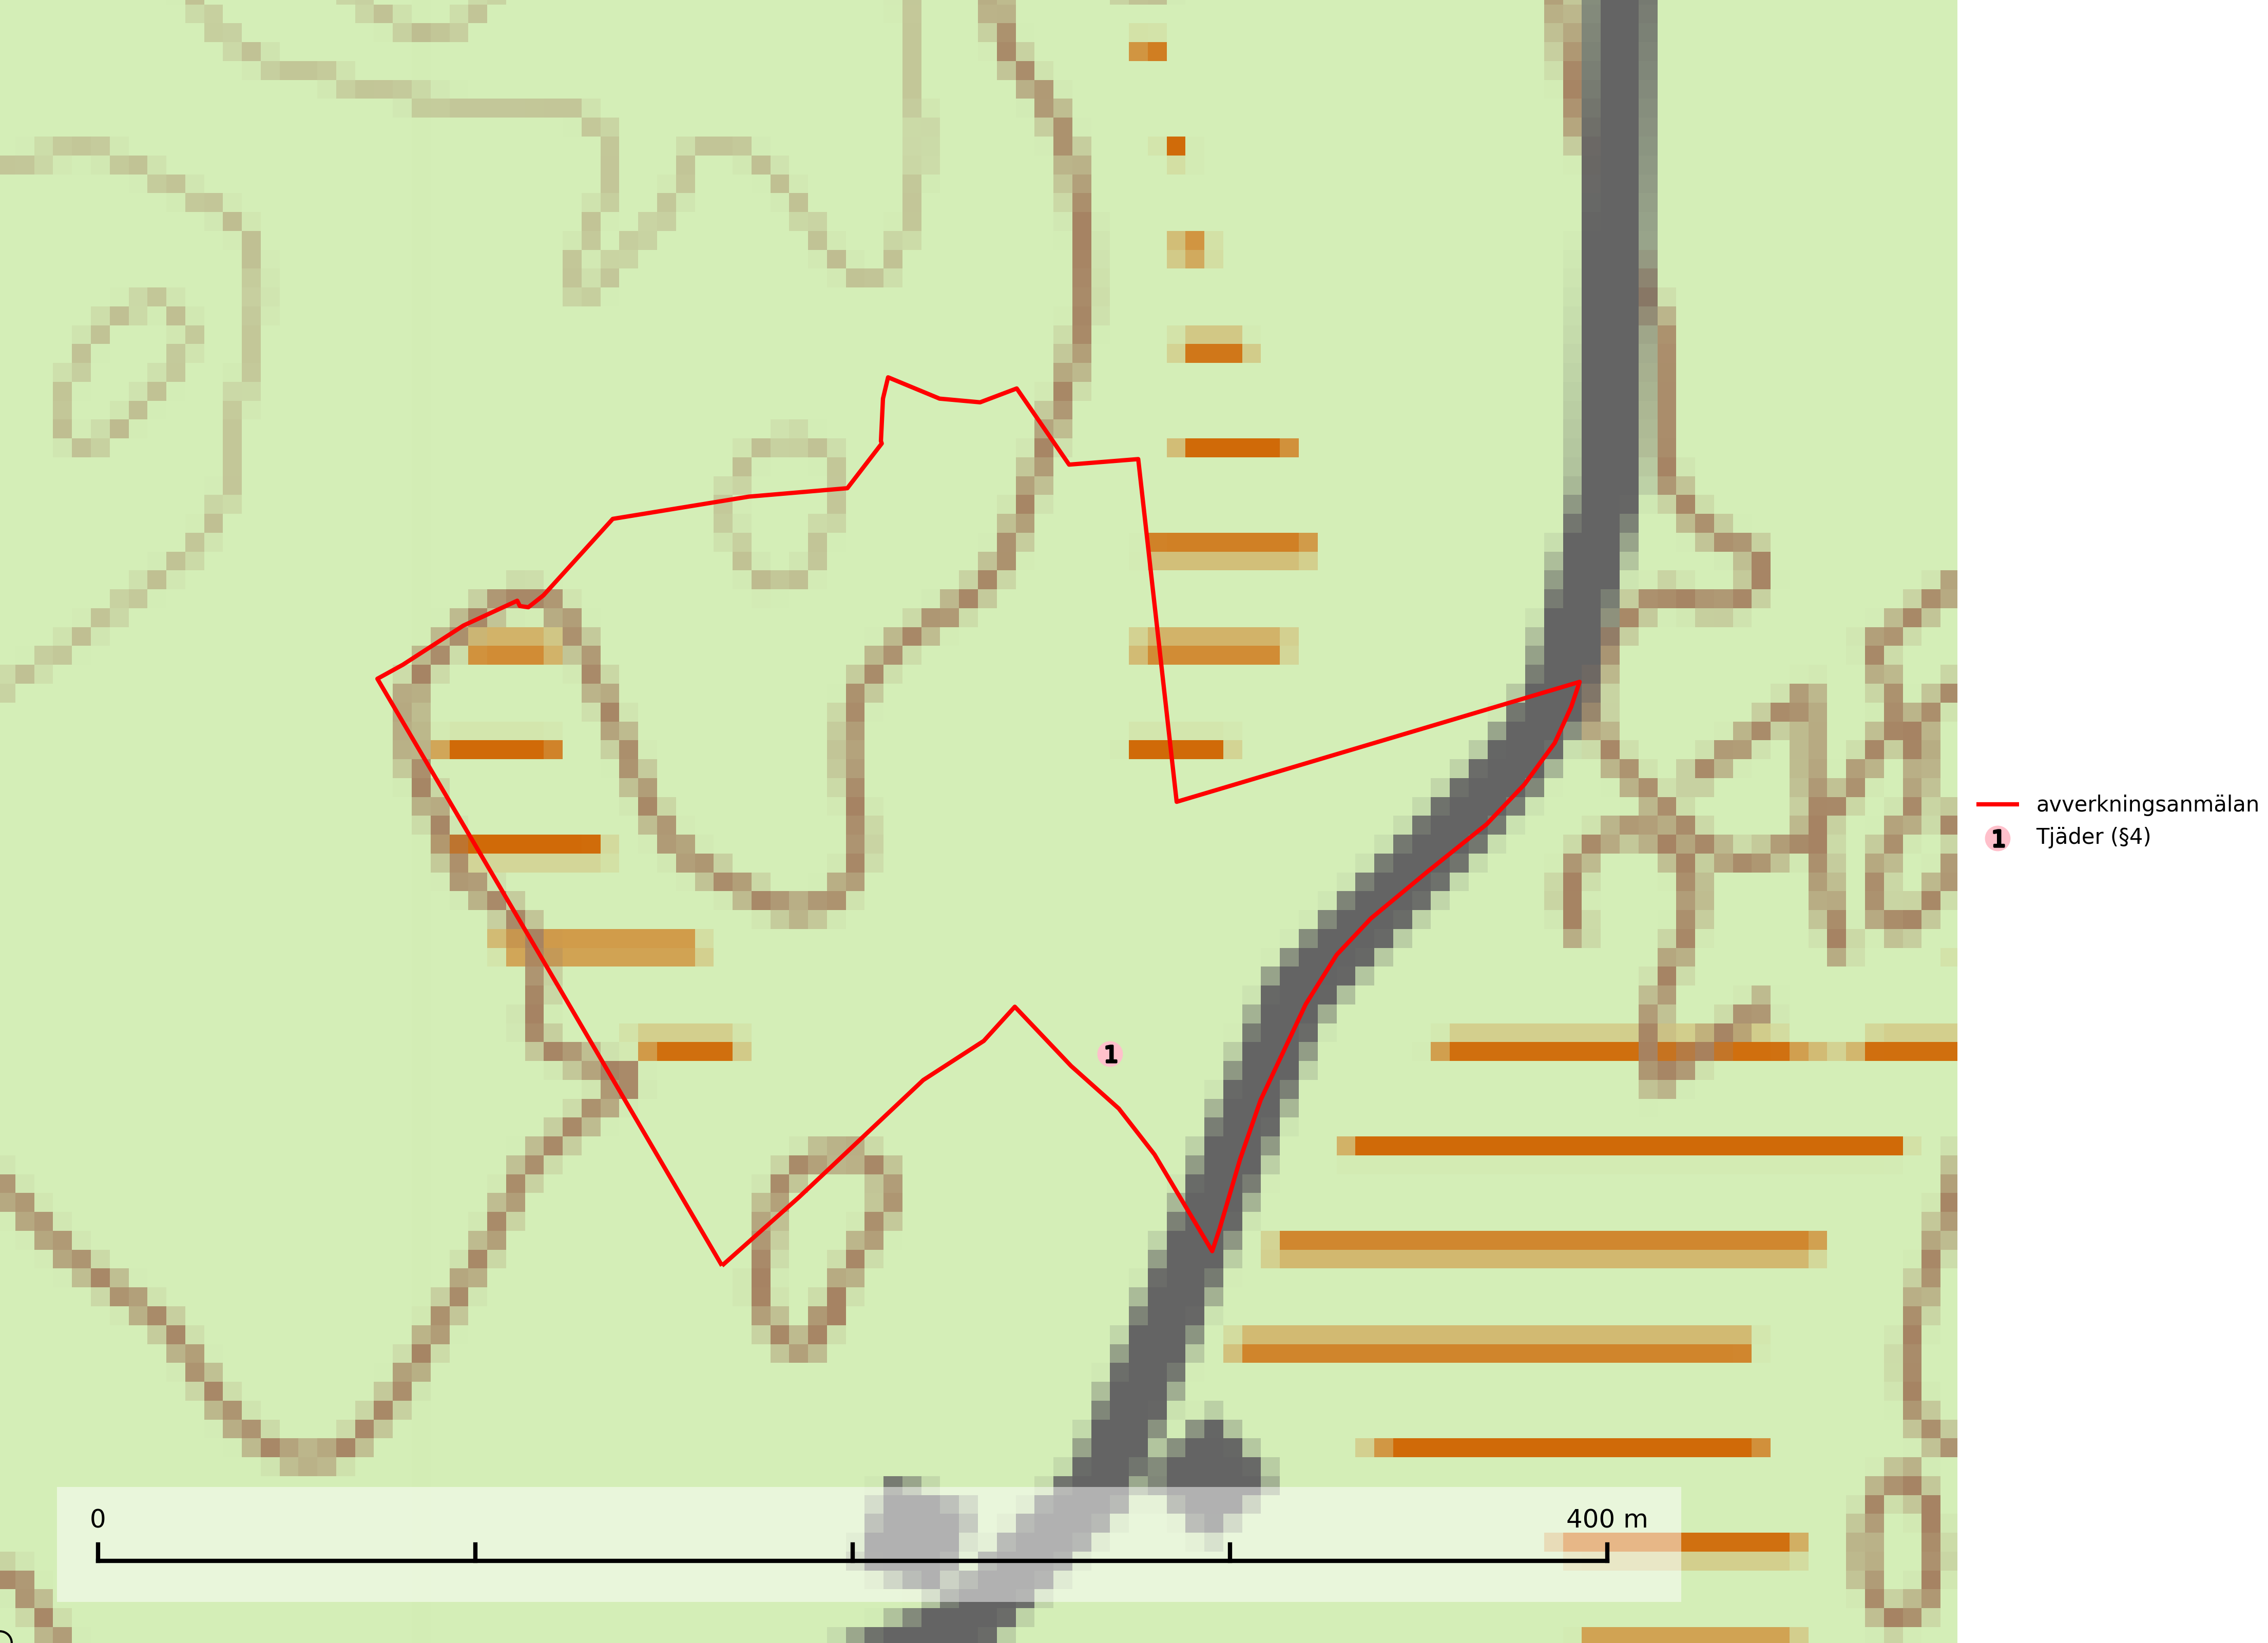 avverkningsanmälan
1 Tjäder (§4)
1
0 400 m